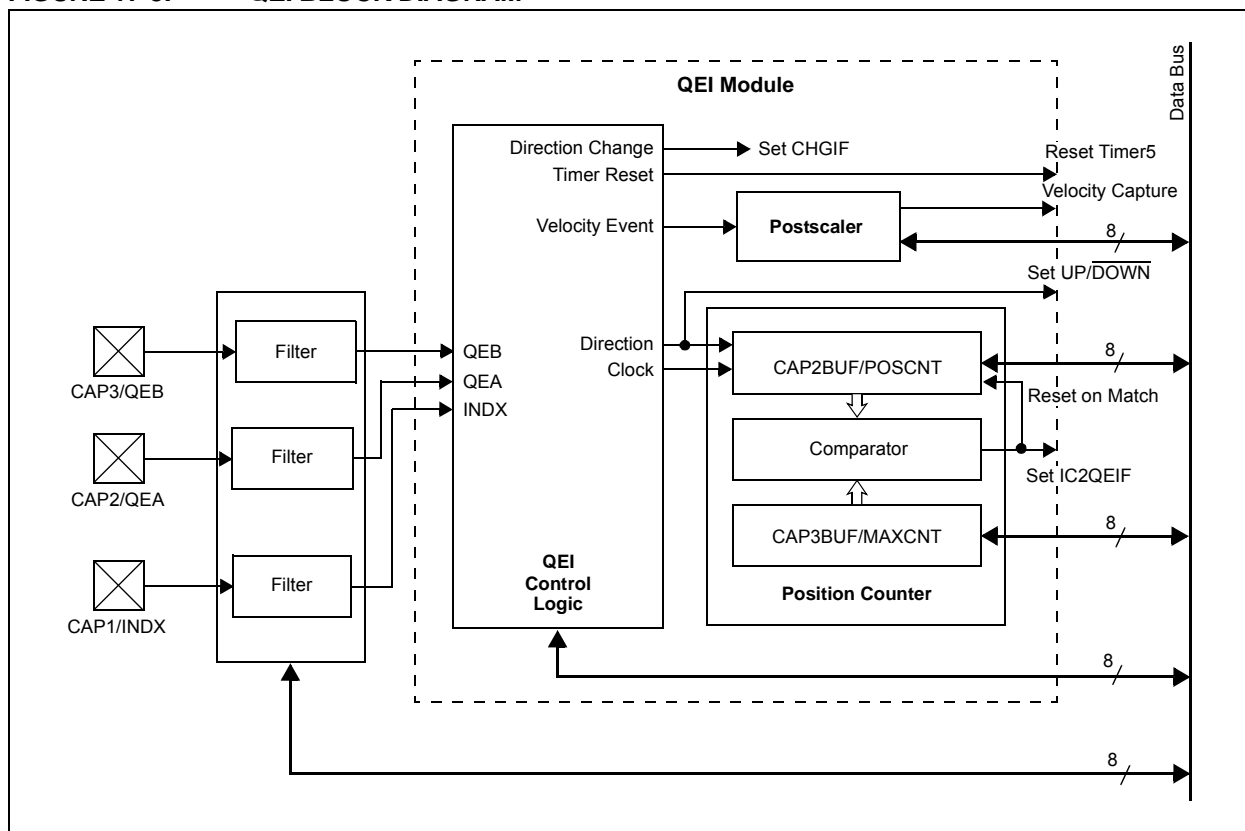 QEI Module
Data Bus
Direction Change
Set CHGIF
Timer Reset
Reset Timer5
Velocity Capture
Velocity Event
Postscaler
8
Set UP/DOWN
Filter
QEB
Direction
Clock
CAP2BUF/POSCNT
8
CAP3/QEB
QEA
INDX
Reset on Match
Filter
Comparator
CAP2/QEA
Set IC2QEIF
8
CAP3BUF/MAXCNT
Filter
QEI
Control
Logic
Position Counter
CAP1/INDX
8
8